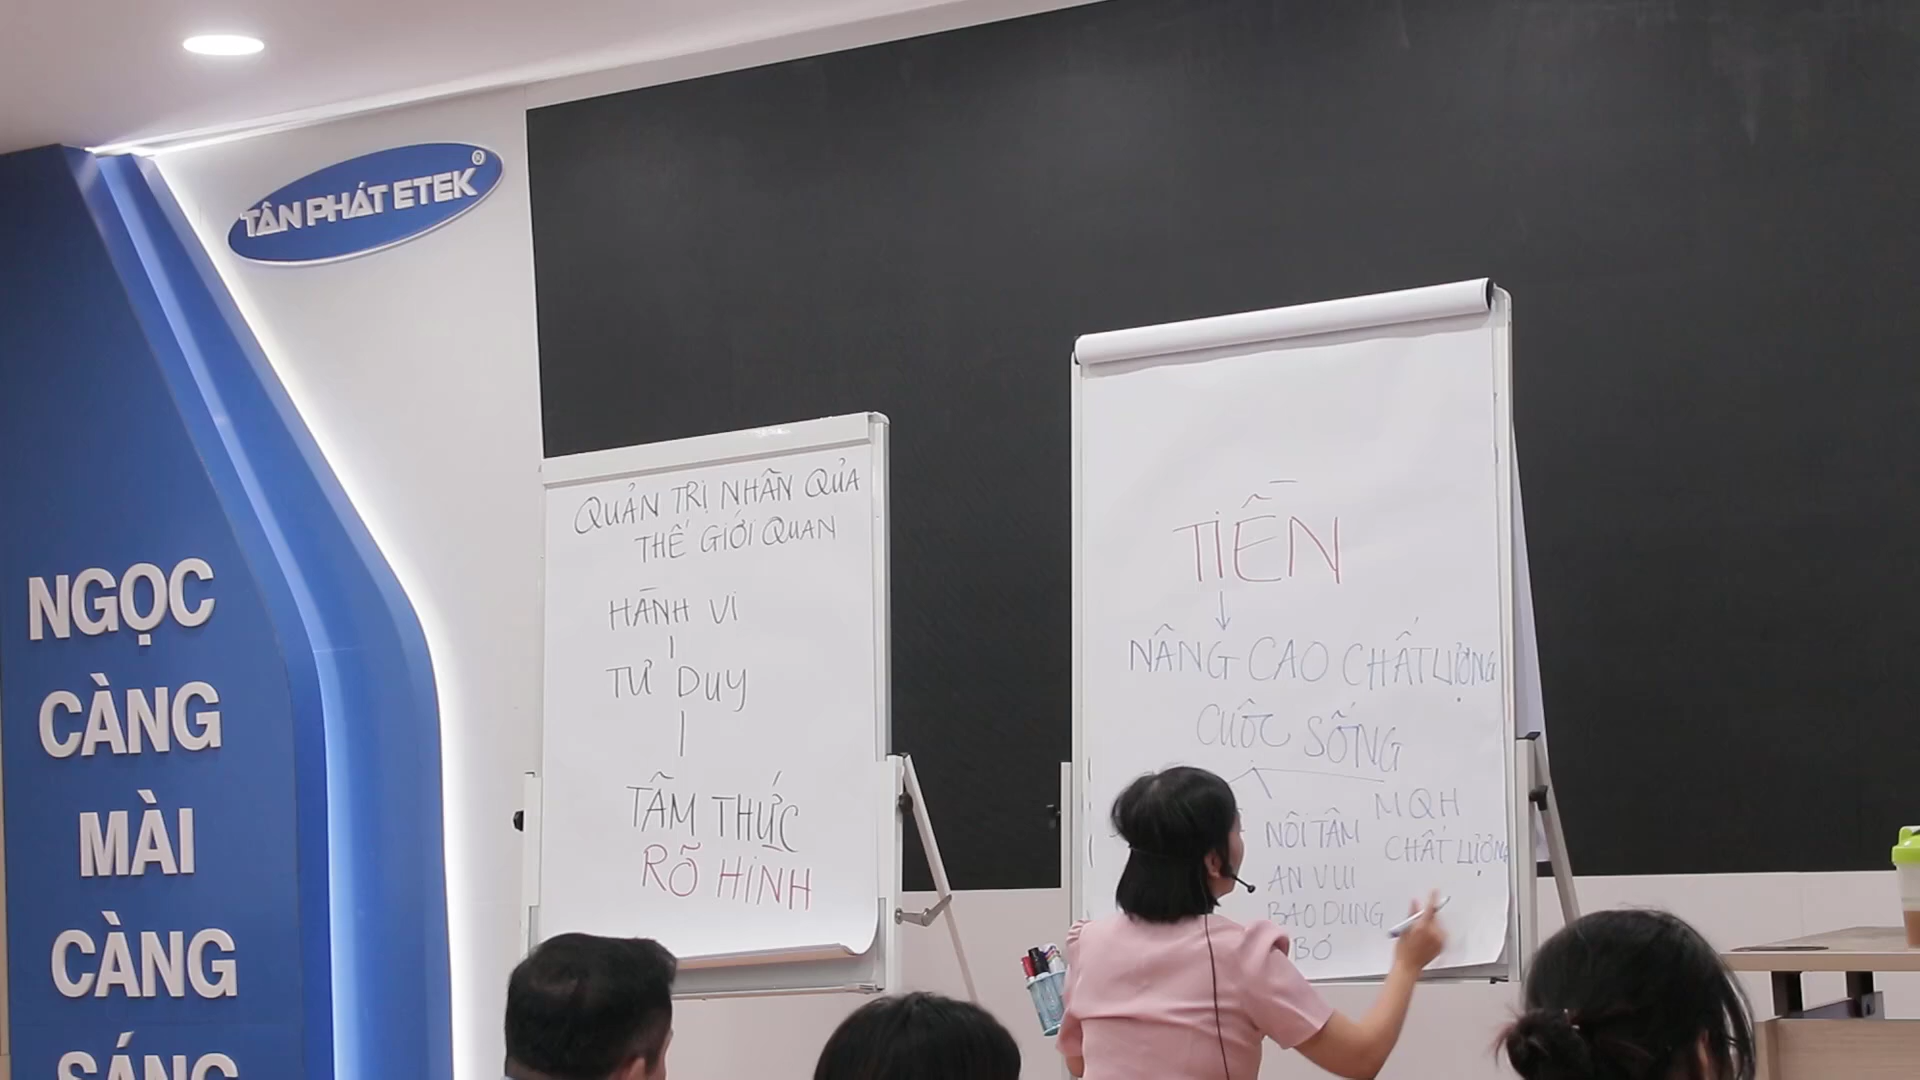 TÂN PHÁT ETEK®
NGỌC
CÀNG
MÀI
CÀNG
SÁNG
QUẢN TRỊ NHÂN QUẢ
THẾ GIỚI QUAN
HÀNH VI
TƯ DUY
TÂM THỨC
RÕ HÌNH
TIỀN
NÂNG CAO CHẤT LƯỢNG
CUỘC SỐNG
NỘI TÂM
AN VUI
BAO DUNG
BÓ
MQH
CHẤT LƯỢNG